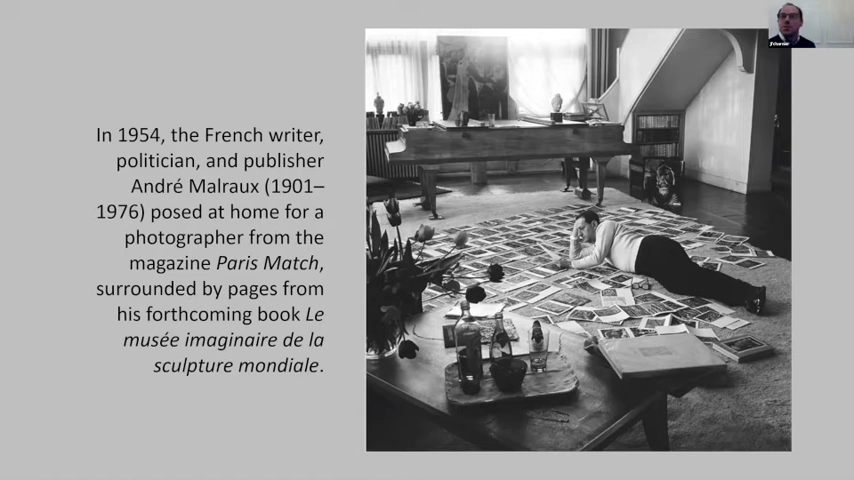 In 1954, the French writer,
politician, and publisher
André Malraux (1901–
1976) posed at home for a
photographer from the
magazine Paris Match,
surrounded by pages from
his forthcoming book Le
musée imaginaire de la
sculpture mondiale.